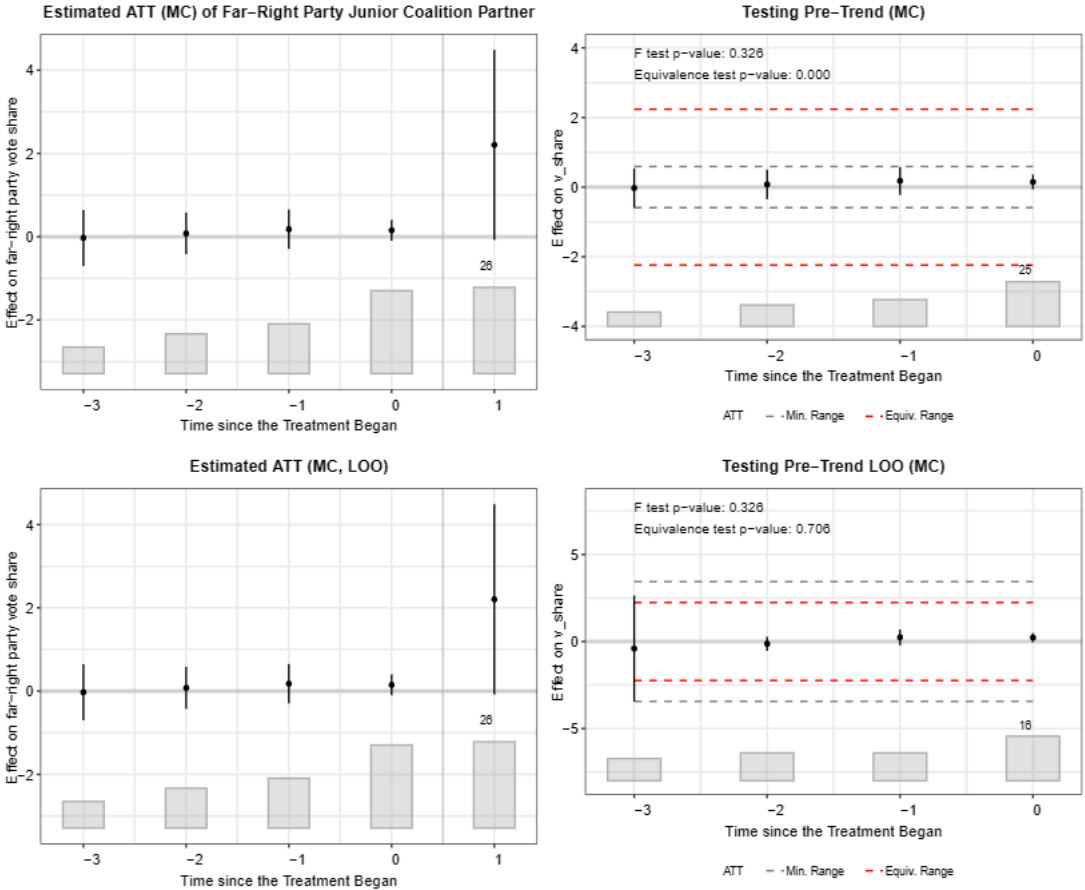 Estimated ATT (MC) of Far−Right Party Junior Coalition Partner
Effect on far−right party vote share
4
2
0
−2
26
−3 −2 −1 0 1
Time since the Treatment Began
Testing Pre−Trend (MC)
F test p−value: 0.326
Equivalence test p−value: 0.000
Effect on v_share
4
2
0
−2
−4
25
−3 −2 −1 0
Time since the Treatment Began
ATT Min. Range Equiv. Range
Estimated ATT (MC, LOO)
Effect on far−right party vote share
4
2
0
−2
26
−3 −2 −1 0 1
Time since the Treatment Began
Testing Pre−Trend LOO (MC)
F test p−value: 0.326
Equivalence test p−value: 0.706
Effect on v_share
5
0
−5
16
−3 −2 −1 0
Time since the Treatment Began
ATT Min. Range Equiv. Range